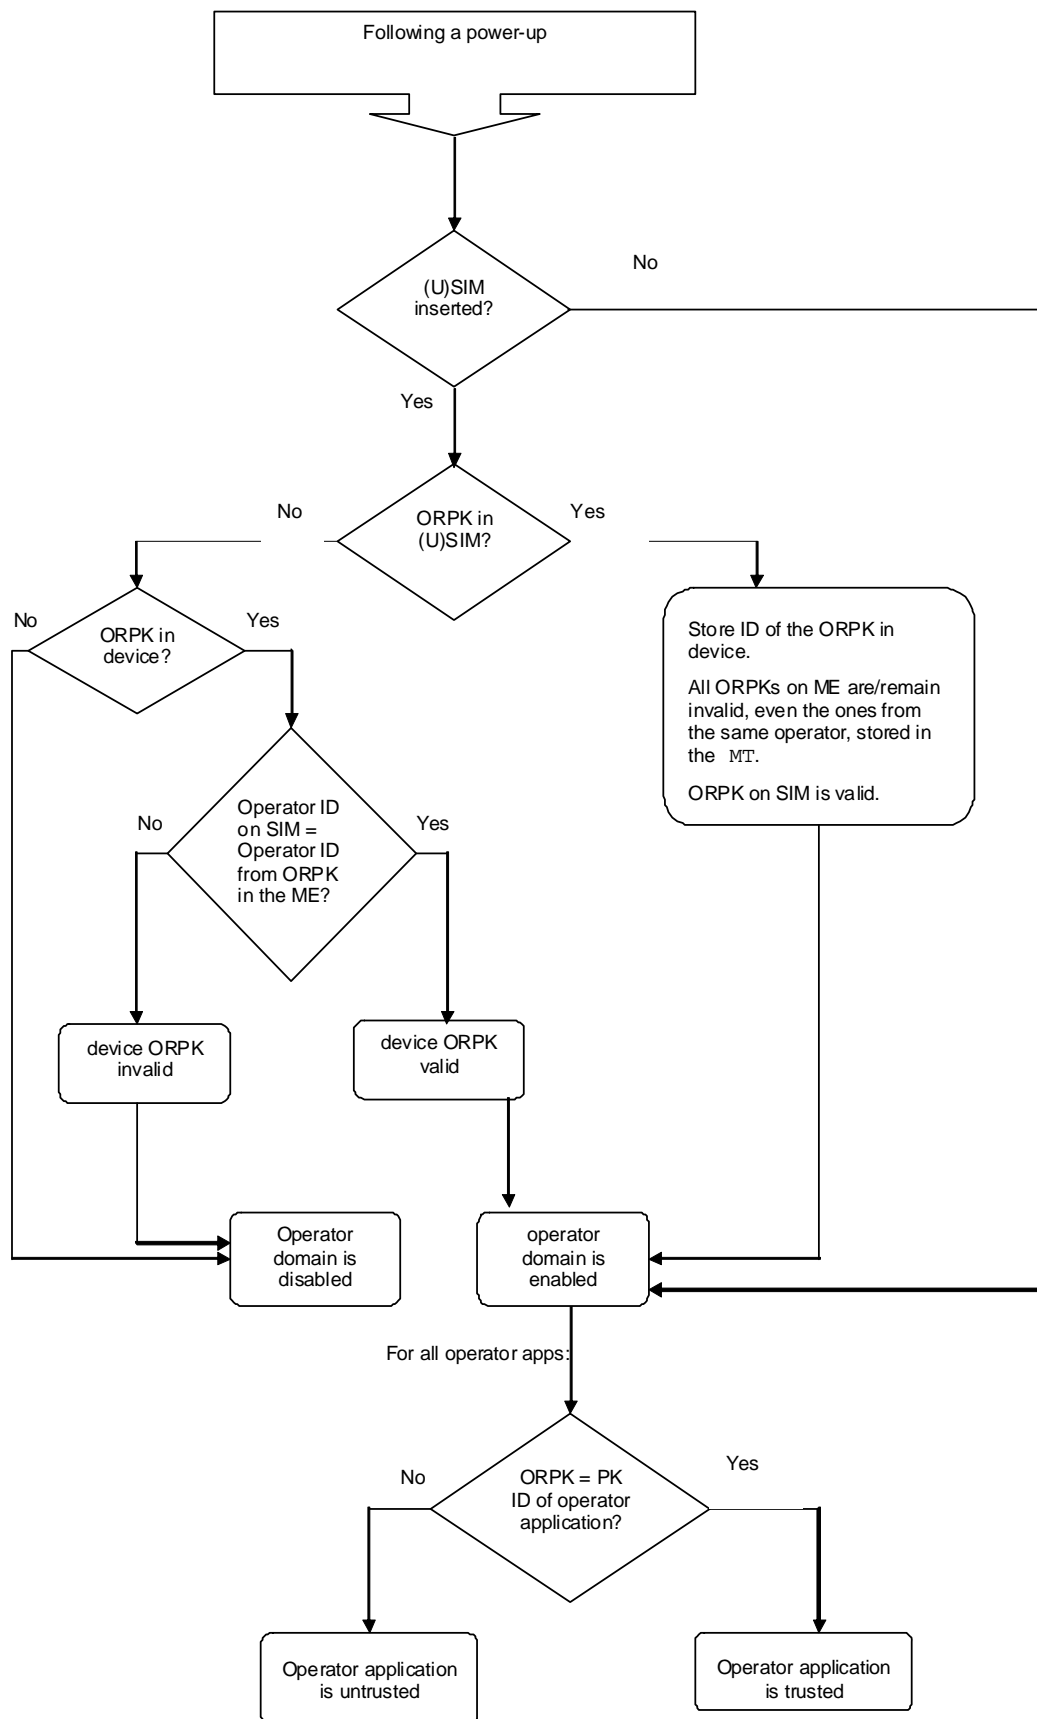 Following a power-up
(U)SIM
inserted?
No
Yes
ORPK in
(U)SIM?
No
Yes
ORPK in
device?
No
Yes
Store ID of the ORPK in
device.
All ORPKs on ME are/remain
invalid, even the ones from
the same operator, stored in
the MT.
ORPK on SIM is valid.
Operator ID
on SIM =
Operator ID
from ORPK
in the ME?
No
Yes
device ORPK
invalid
device ORPK
valid
Operator
domain is
disabled
operator
domain is
enabled
For all operator apps:
ORPK = PK
ID of operator
application?
No
Yes
Operator application
is untrusted
Operator application
is trusted